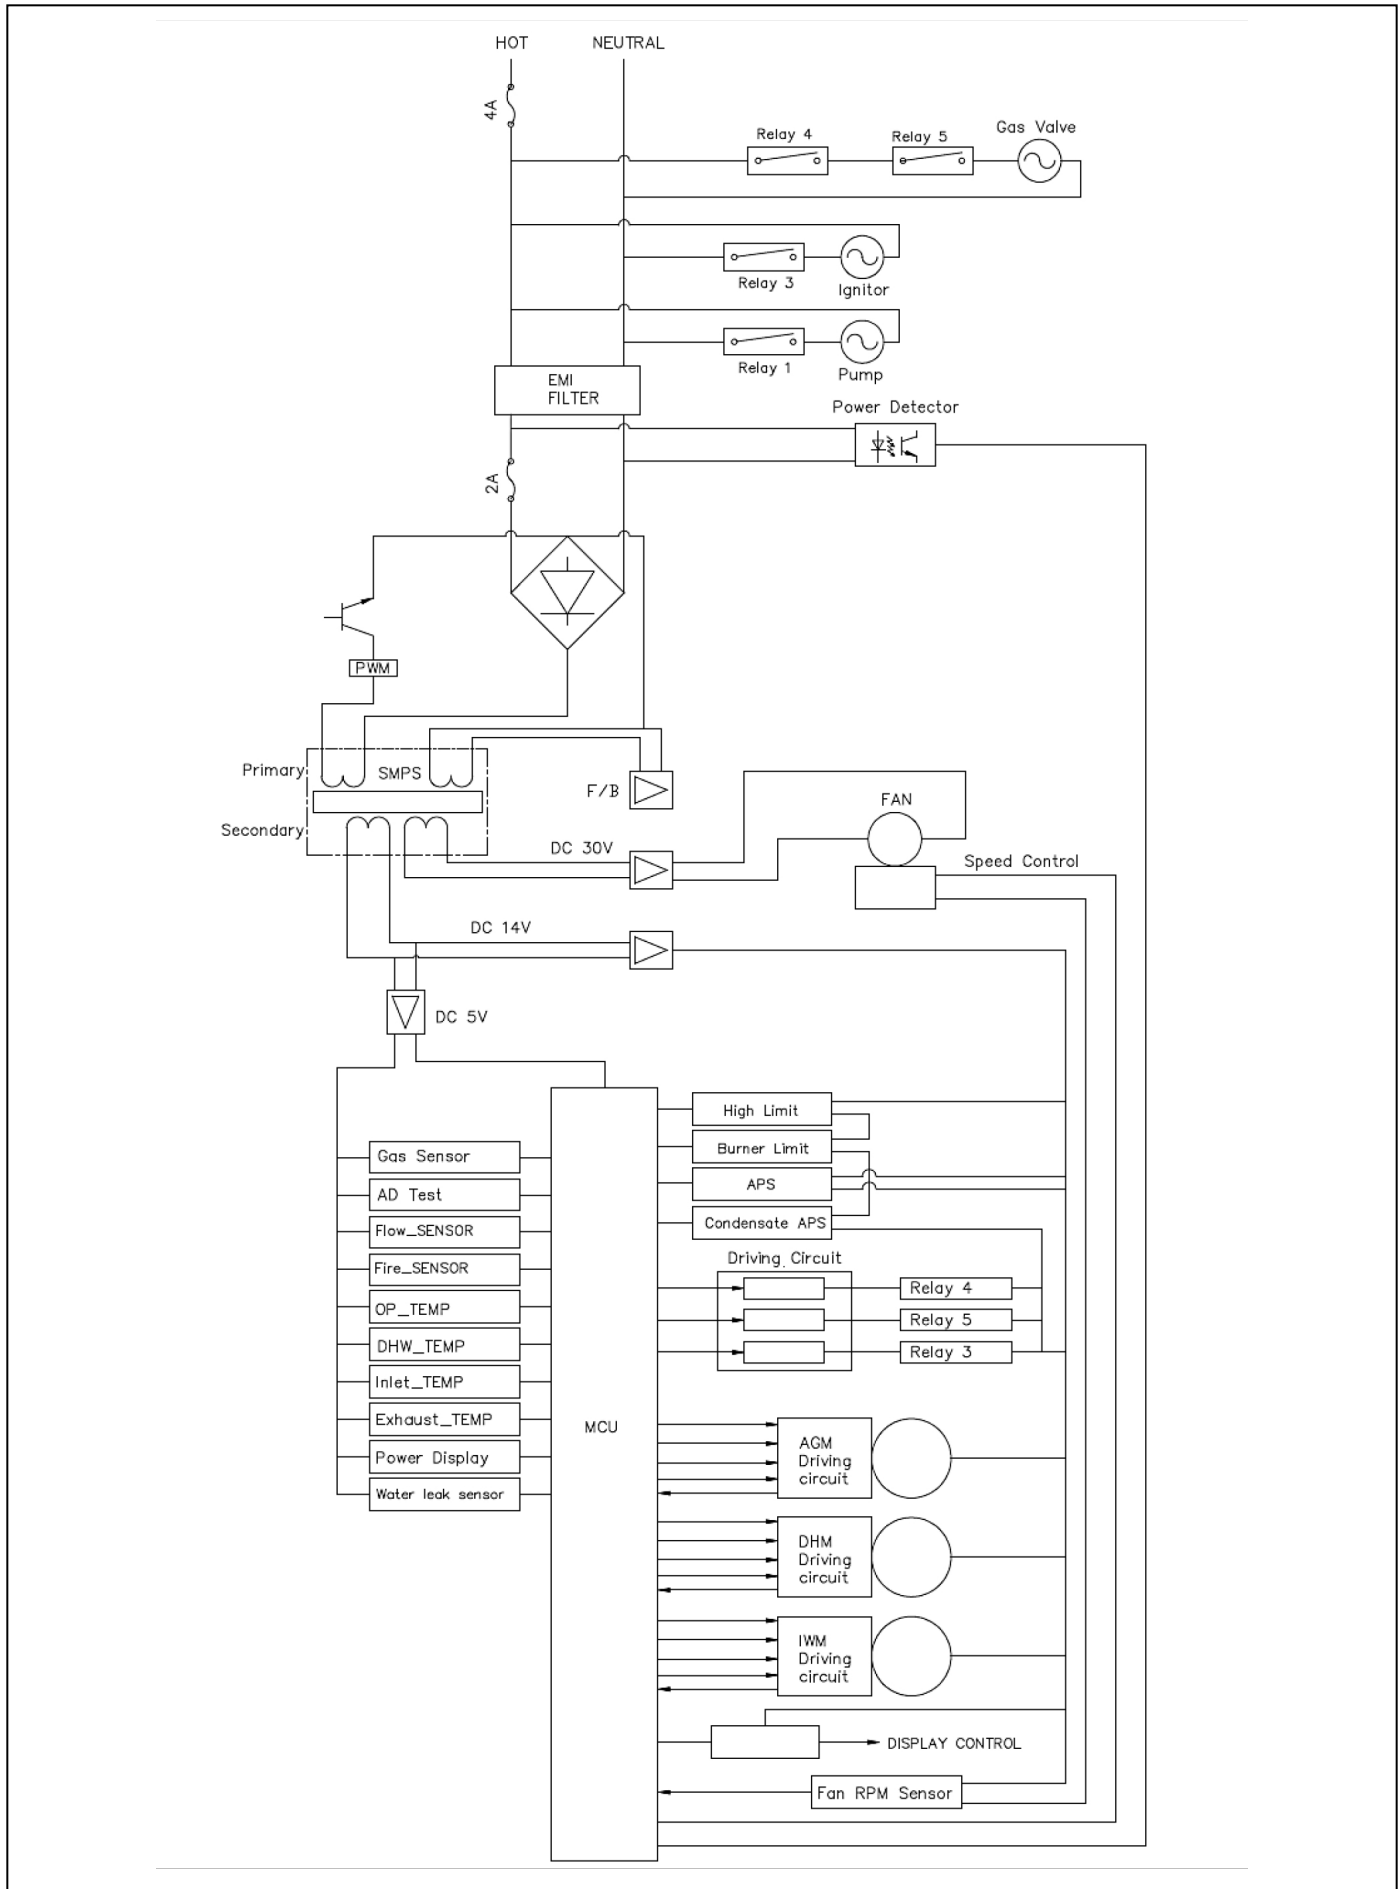 HOT
NEUTRAL
4A
Relay 4
Relay 5
Gas Valve
Relay 3
Ignitor
Relay 1
Pump
EMI
FILTER
Power Detector
2A
PWM
Primary
SMPS
Secondary
F/B
FAN
DC 30V
Speed Control
DC 14V
DC 5V
High Limit
Burner Limit
APS
Condensate APS
Gas Sensor
AD Test
Flow_SENSOR
Fire_SENSOR
OP_TEMP
DHW_TEMP
Inlet_TEMP
Exhaust_TEMP
Power Display
Water leak sensor
Driving Circuit
Relay 4
Relay 5
Relay 3
MCU
AGM
Driving
circuit
DHM
Driving
circuit
IWM
Driving
circuit
DISPLAY CONTROL
Fan RPM Sensor